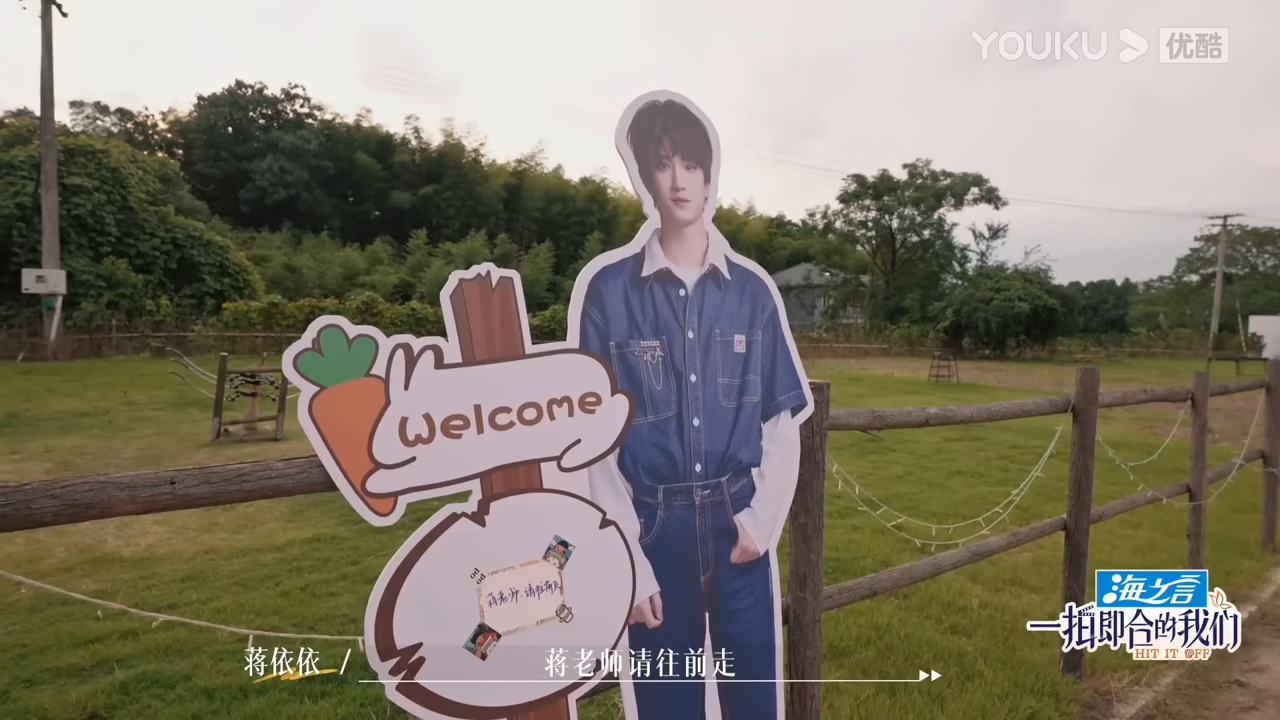 YOUKU 优酷
Welcome
蒋老师,请往前走
蒋依依 / 蒋老师请往前走
海之言
一拍即合的我们
HIT IT OFF